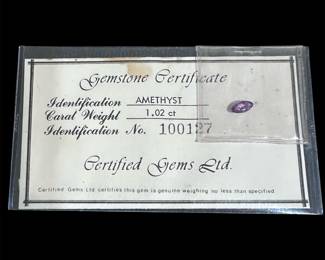 Gemstone Certificate
Identification AMETHYST
Carat Weight 1.02 ct
Identification No. 100127
Certified Gems Ltd.
Certified Gems Ltd certifies this gem is genuine weighing no less than specified.